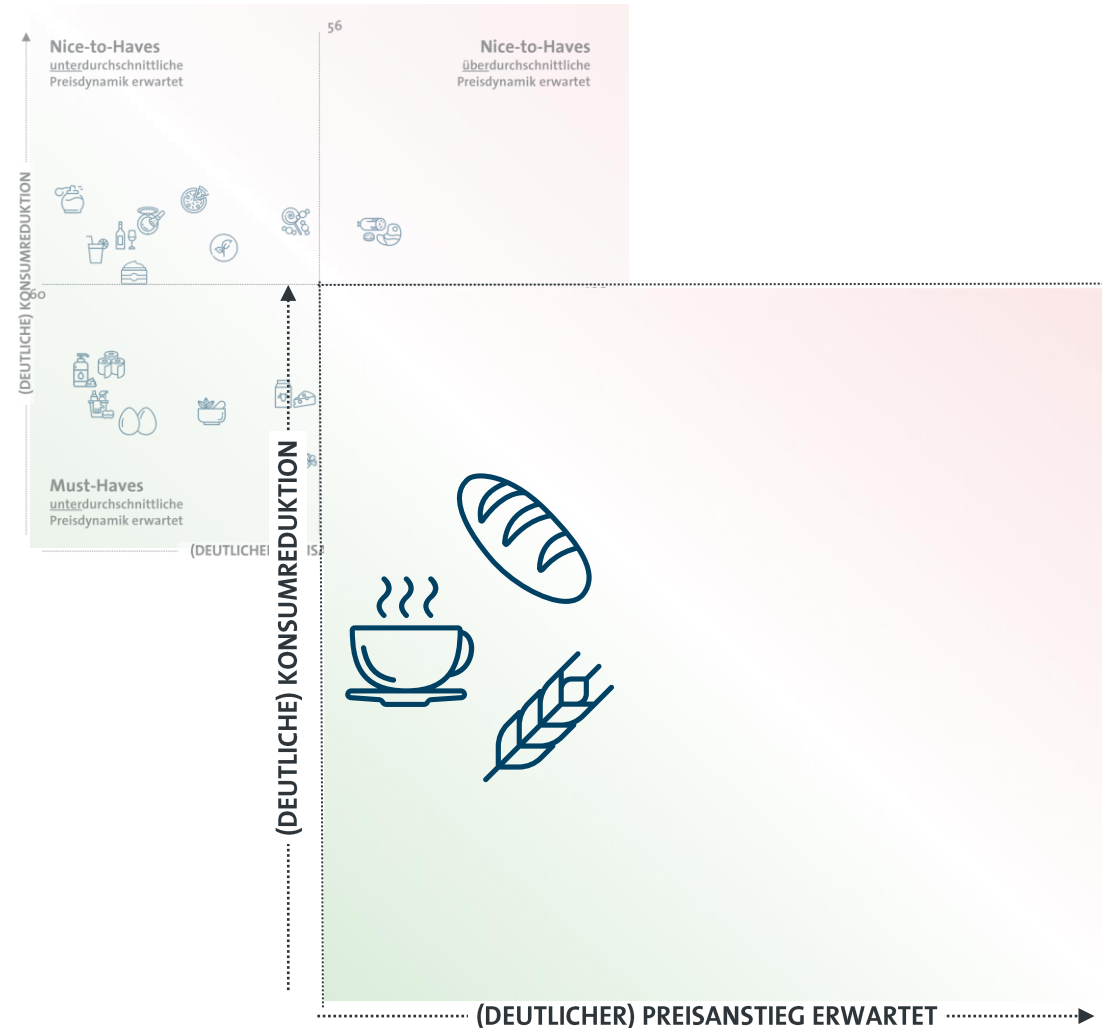 56
Nice-to-Haves
unterdurchschnittliche
Preisdynamik erwartet
Nice-to-Haves
überdurchschnittliche
Preisdynamik erwartet
(DEUTLICHE) KONSUMREDUKTION
60
Must-Haves
unterdurchschnittliche
Preisdynamik erwartet
(DEUTLICHE) KONSUMREDUKTION
(DEUTLICHER) PREISANSTIEG ERWARTET